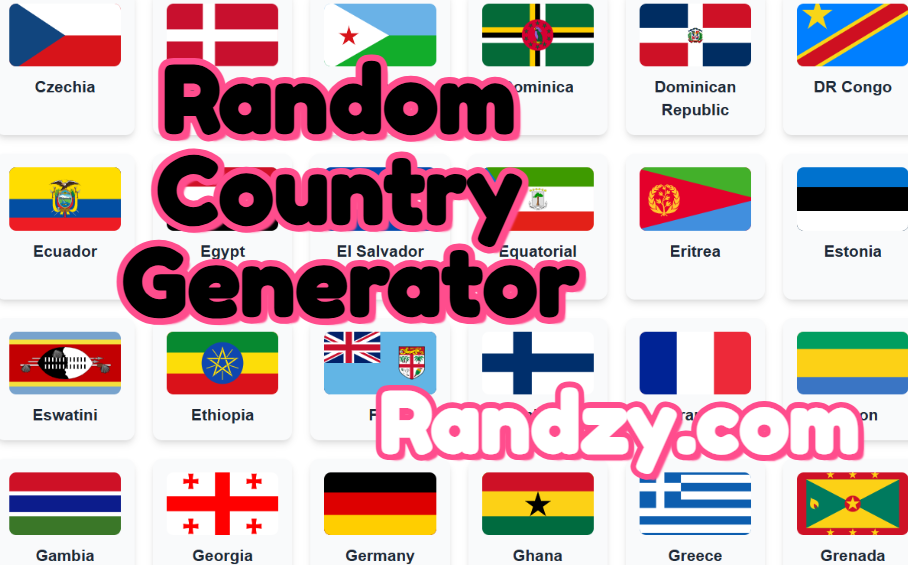 Czechia
Dominican
Republic
DR Congo
Random
Country
Generator
Ecuador
Egypt
El Salvador
Equatorial
Eritrea
Estonia
Eswatini
Ethiopia
Randzy.com
Gambia
Georgia
Germany
Ghana
Greece
Grenada